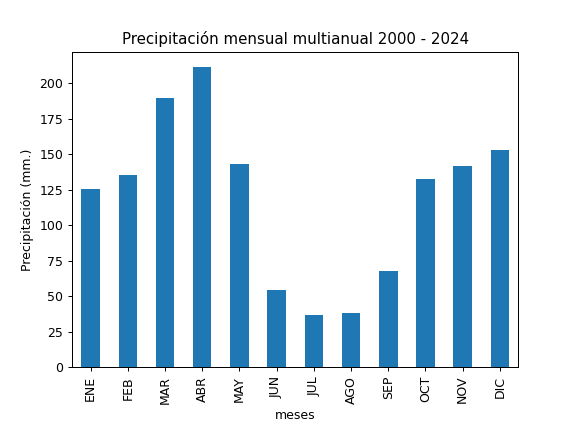 Precipitación mensual multianual 2000 - 2024
Precipitación (mm.)
200
175
150
125
100
75
50
25
0
ENE FEB MAR ABR MAY JUN JUL AGO SEP OCT NOV DIC
meses